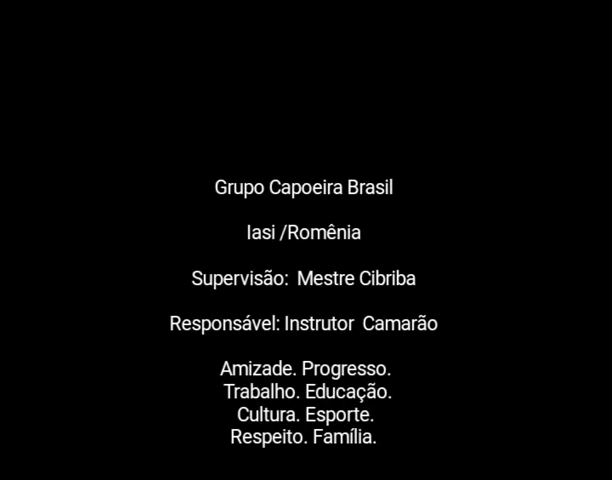 Grupo Capoeira Brasil
Iasi /Romênia
Supervisão:  Mestre Cibriba
Responsável: Instrutor  Camarão
Amizade. Progresso.
Trabalho. Educação.
Cultura. Esporte.
Respeito. Família.